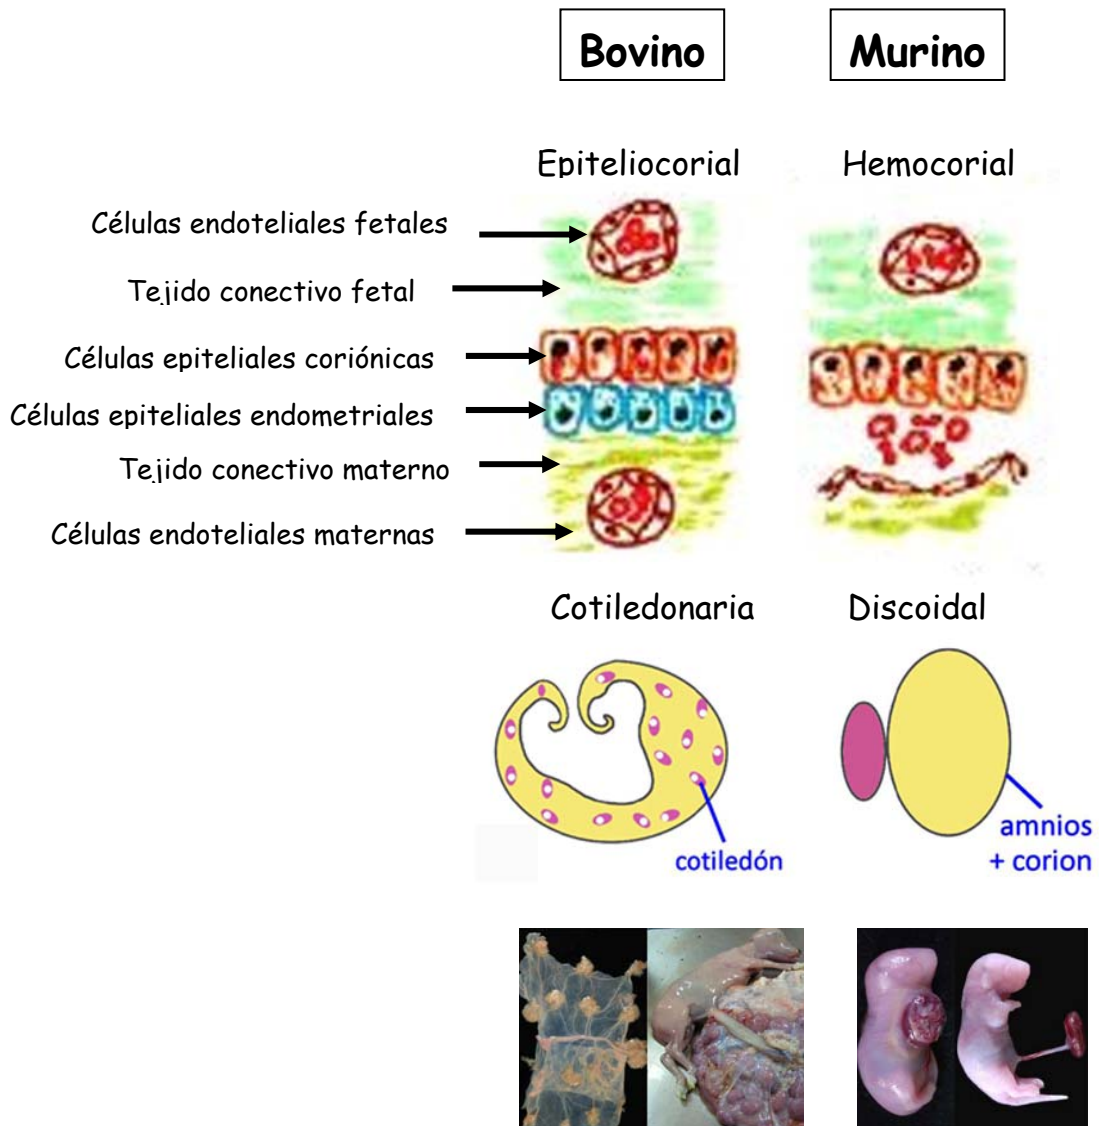 Bovino
Murino
Epiteliocorial
Hemocorial
Células endoteliales fetales
Tejido conectivo fetal
Células epiteliales coriónicas
Células epiteliales endometriales
Tejido conectivo materno
Células endoteliales maternas
Cotiledonaria
Discoidal
cotiledón
amnios
+ corion